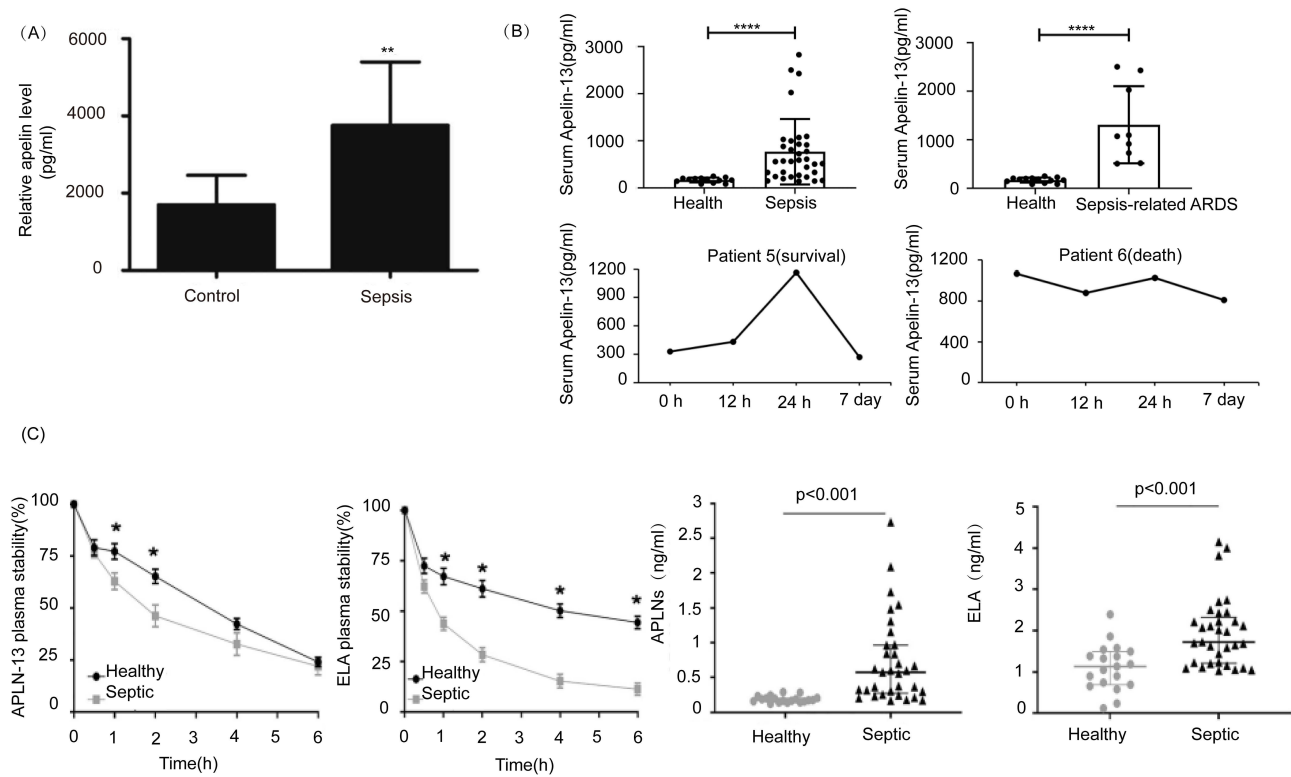 (A)
Relative apelin level
(pg/ml)
6000
4000
2000
0
**
Control
Sepsis
(B)
Serum Apelin-13(pg/ml)
3000
2000
1000
0
****
Health
Sepsis
Serum Apelin-13(pg/ml)
3000
2000
1000
0
****
Health
Sepsis-related ARDS
Patient 5(survival)
Serum Apelin-13(pg/ml)
1200
900
600
300
0
0 h
12 h
24 h
7 day
Patient 6(death)
Serum Apelin-13(pg/ml)
1200
800
400
0
0 h
12 h
24 h
7 day
(C)
APLN-13 plasma stability(%)
100
75
50
25
0
*
*
Healthy
Septic
0
1
2
3
4
5
6
Time(h)
ELA plasma stability(%)
100
75
50
25
0
*
*
*
*
Healthy
Septic
0
1
2
3
4
5
6
Time(h)
APLNs (ng/ml)
3
2.5
2
1.5
1
0.5
0
p<0.001
Healthy
Septic
ELA (ng/ml)
5
4
3
2
1
0
p<0.001
Healthy
Septic